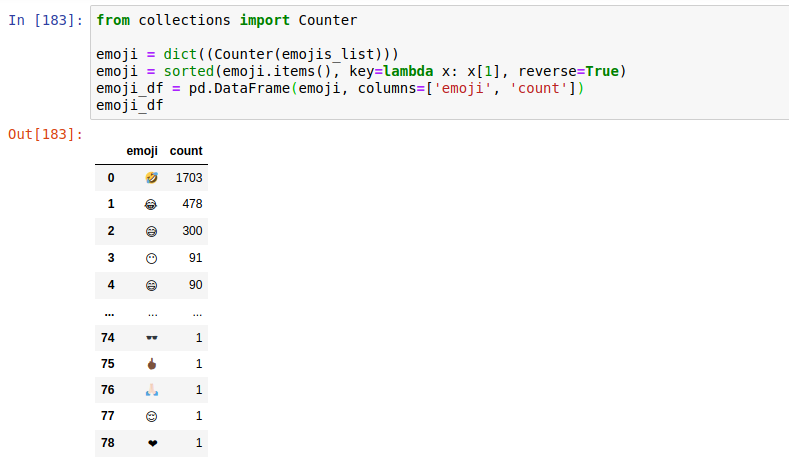 In [183]: from collections import Counter
emoji = dict((Counter(emojis_list)))
emoji = sorted(emoji.items(), key=lambda x: x[1], reverse=True)
emoji_df = pd.DataFrame(emoji, columns=['emoji', 'count'])
emoji_df
Out[183]:
emoji count
0 🤣 1703
1 😂 478
2 😅 300
3 😶 91
4 😄 90
... ... ...
74 🕶 1
75 🖕🏿 1
76 🙏🏻 1
77 😌 1
78 ❤ 1